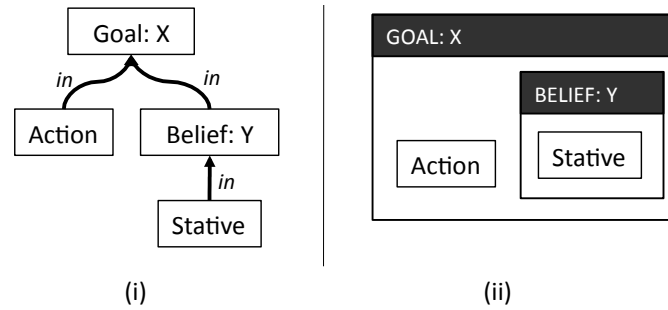 Goal: X
in
in
Action
Belief: Y
in
Stative
(i)
GOAL: X
BELIEF: Y
Action
Stative
(ii)